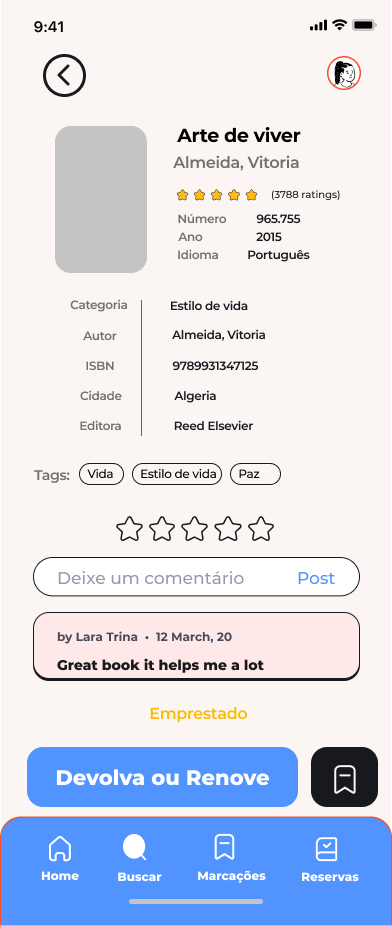 9:41
Arte de viver
Almeida, Vitoria
(3788 ratings)
Número 965.755
Ano 2015
Idioma Português
Categoria Estilo de vida
Autor Almeida, Vitoria
ISBN 9789931347125
Cidade Algeria
Editora Reed Elsevier
Tags: Vida Estilo de vida Paz
Deixe um comentário Post
by Lara Trina • 12 March, 20
Great book it helps me a lot
Emprestado
Devolva ou Renove
Home Buscar Marcações Reservas